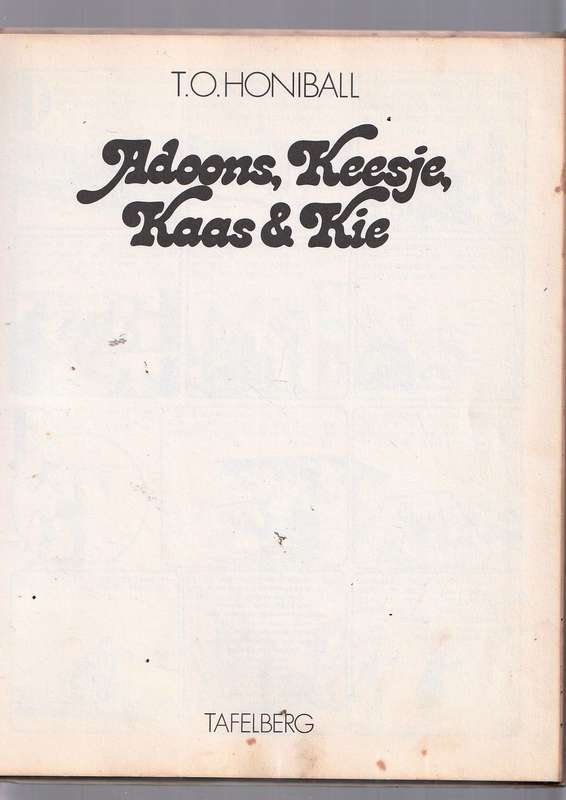 T.O. HONIBALL
Adoons, Keesje,
Kaas & Kie
TAFELBERG